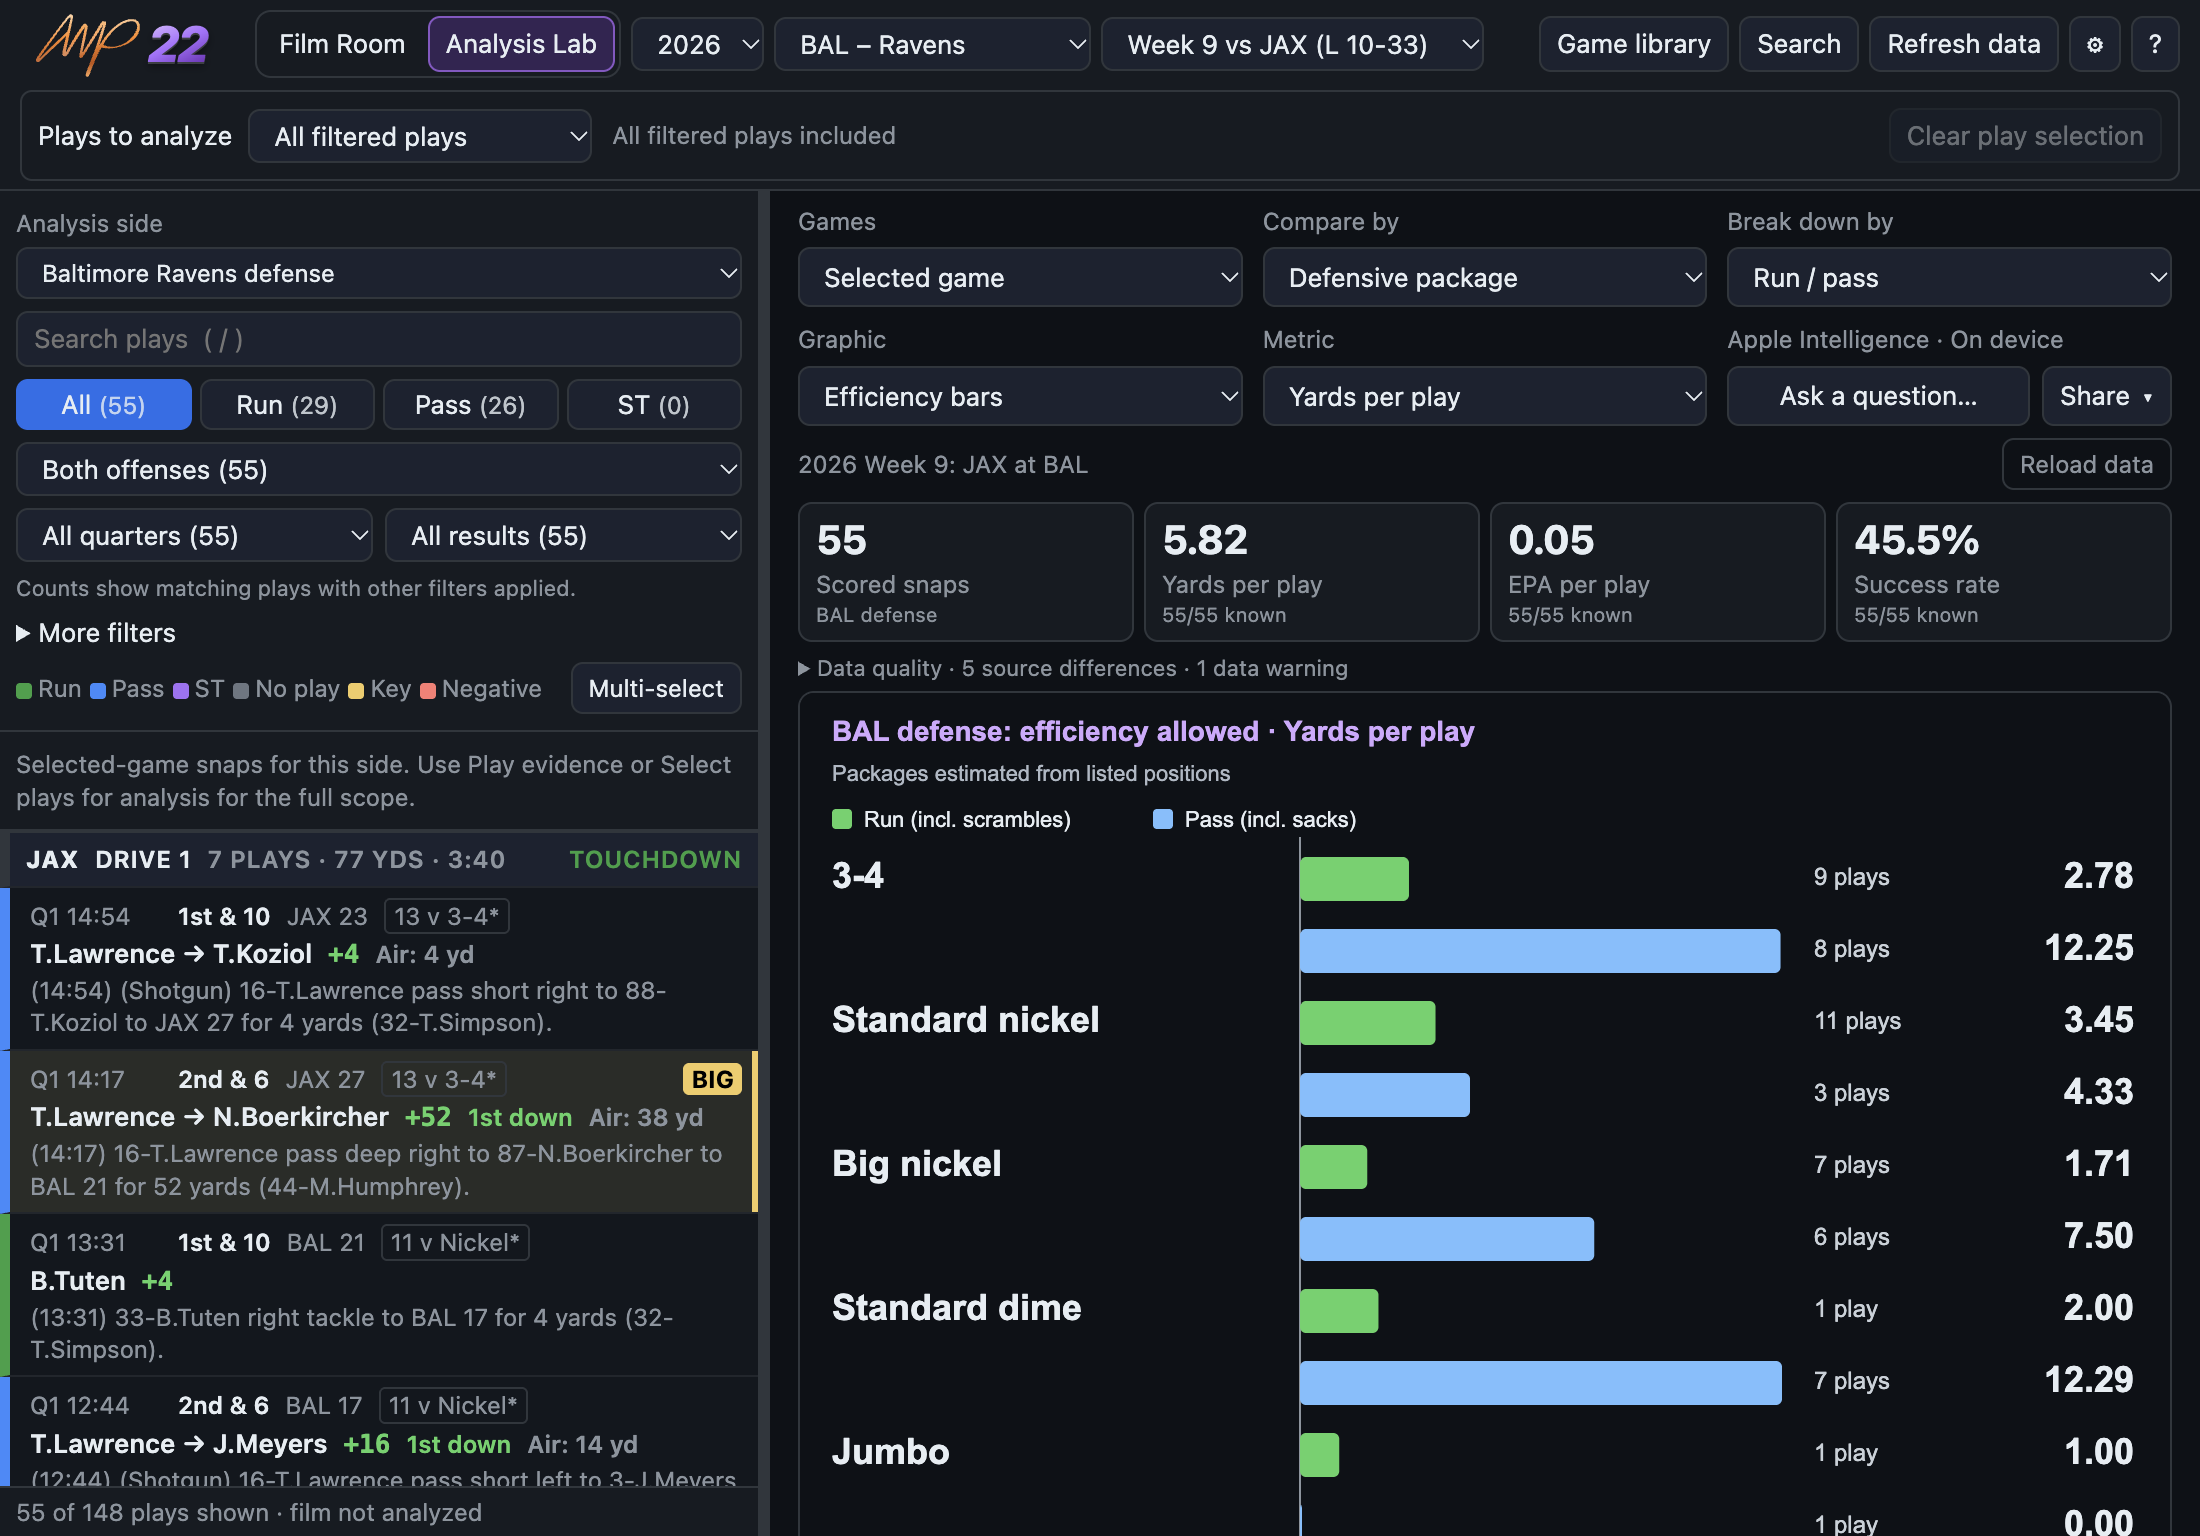 AMP 22
Film Room
Analysis Lab
2026
BAL – Ravens
Week 9 vs JAX (L 10-33)
Game library
Search
Refresh data
?
Plays to analyze
All filtered plays
All filtered plays included
Clear play selection
Analysis side
Baltimore Ravens defense
Search plays ( / )
All (55)
Run (29)
Pass (26)
ST (0)
Both offenses (55)
All quarters (55)
All results (55)
Counts show matching plays with other filters applied.
More filters
Run
Pass
ST
No play
Key
Negative
Multi-select
Selected-game snaps for this side. Use Play evidence or Select
plays for analysis for the full scope.
JAX DRIVE 1 7 PLAYS · 77 YDS · 3:40 TOUCHDOWN
Q1 14:54 1st & 10 JAX 23 13 v 3-4*
T.Lawrence → T.Koziol +4 Air: 4 yd
(14:54) (Shotgun) 16-T.Lawrence pass short right to 88-
T.Koziol to JAX 27 for 4 yards (32-T.Simpson).
Q1 14:17 2nd & 6 JAX 27 13 v 3-4* BIG
T.Lawrence → N.Boerkircher +52 1st down Air: 38 yd
(14:17) 16-T.Lawrence pass deep right to 87-N.Boerkircher to
BAL 21 for 52 yards (44-M.Humphrey).
Q1 13:31 1st & 10 BAL 21 11 v Nickel*
B.Tuten +4
(13:31) 33-B.Tuten right tackle to BAL 17 for 4 yards (32-
T.Simpson).
Q1 12:44 2nd & 6 BAL 17 11 v Nickel*
T.Lawrence → J.Meyers +16 1st down Air: 14 yd
(12:44) (Shotgun) 16-T.Lawrence pass short left to 3-J.Meyers
55 of 148 plays shown · film not analyzed
Games
Selected game
Compare by
Defensive package
Break down by
Run / pass
Graphic
Efficiency bars
Metric
Yards per play
Apple Intelligence · On device
Ask a question...
Share ▾
2026 Week 9: JAX at BAL
Reload data
55
Scored snaps
BAL defense
5.82
Yards per play
55/55 known
0.05
EPA per play
55/55 known
45.5%
Success rate
55/55 known
Data quality · 5 source differences · 1 data warning
BAL defense: efficiency allowed · Yards per play
Packages estimated from listed positions
Run (incl. scrambles)
Pass (incl. sacks)
3-4 9 plays 2.78
8 plays 12.25
Standard nickel 11 plays 3.45
3 plays 4.33
Big nickel 7 plays 1.71
6 plays 7.50
Standard dime 1 play 2.00
7 plays 12.29
Jumbo 1 play 1.00
1 play 0.00